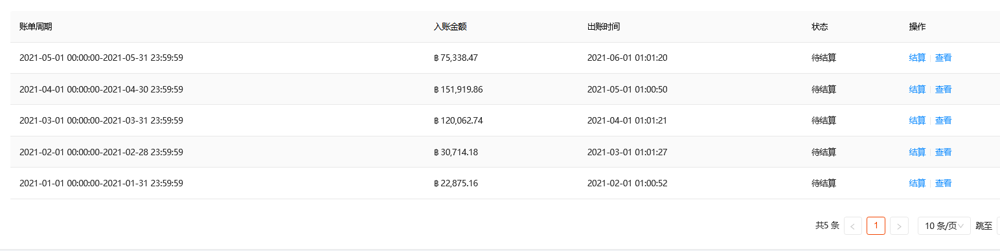 账单周期 入账金额 出账时间 状态 操作
2021-05-01 00:00:00-2021-05-31 23:59:59 ฿ 75,338.47 2021-06-01 01:01:20 待结算 结算 查看
2021-04-01 00:00:00-2021-04-30 23:59:59 ฿ 151,919.86 2021-05-01 01:00:50 待结算 结算 查看
2021-03-01 00:00:00-2021-03-31 23:59:59 ฿ 120,062.74 2021-04-01 01:01:21 待结算 结算 查看
2021-02-01 00:00:00-2021-02-28 23:59:59 ฿ 30,714.18 2021-03-01 01:01:27 待结算 结算 查看
2021-01-01 00:00:00-2021-01-31 23:59:59 ฿ 22,875.16 2021-02-01 01:00:52 待结算 结算 查看
共5 条 < 1 > 10 条/页 跳至